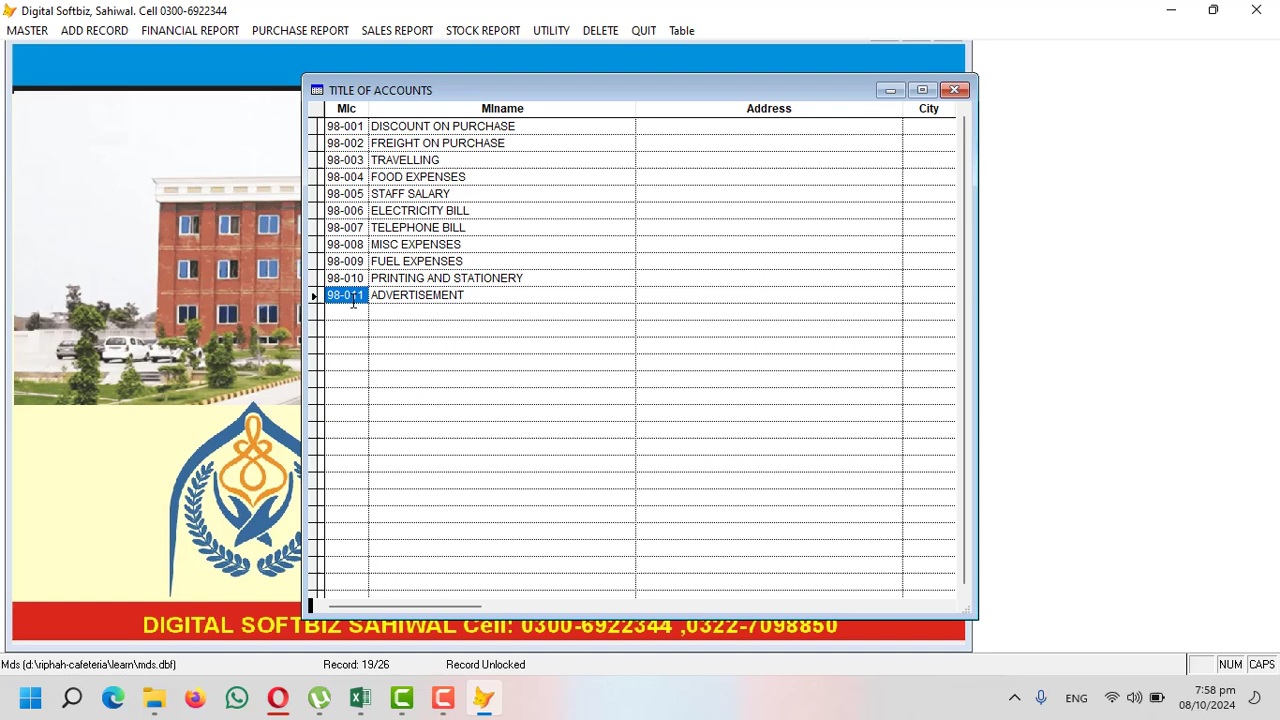 Digital Softbiz, Sahiwal. Cell 0300-6922344
MASTER ADD RECORD FINANCIAL REPORT PURCHASE REPORT SALES REPORT STOCK REPORT UTILITY DELETE QUIT Table
TITLE OF ACCOUNTS
Mlc Mlname Address City
98-001 DISCOUNT ON PURCHASE
98-002 FREIGHT ON PURCHASE
98-003 TRAVELLING
98-004 FOOD EXPENSES
98-005 STAFF SALARY
98-006 ELECTRICITY BILL
98-007 TELEPHONE BILL
98-008 MISC EXPENSES
98-009 FUEL EXPENSES
98-010 PRINTING AND STATIONERY
98-011 ADVERTISEMENT
DIGITAL SOFTBIZ SAHIWAL Cell: 0300-6922344 ,0322-7098850
Mds (d:\riphah-cafeteria\learn\mds.dbf) Record: 19/26 Record Unlocked NUM CAPS
ENG 7:58 pm
08/10/2024